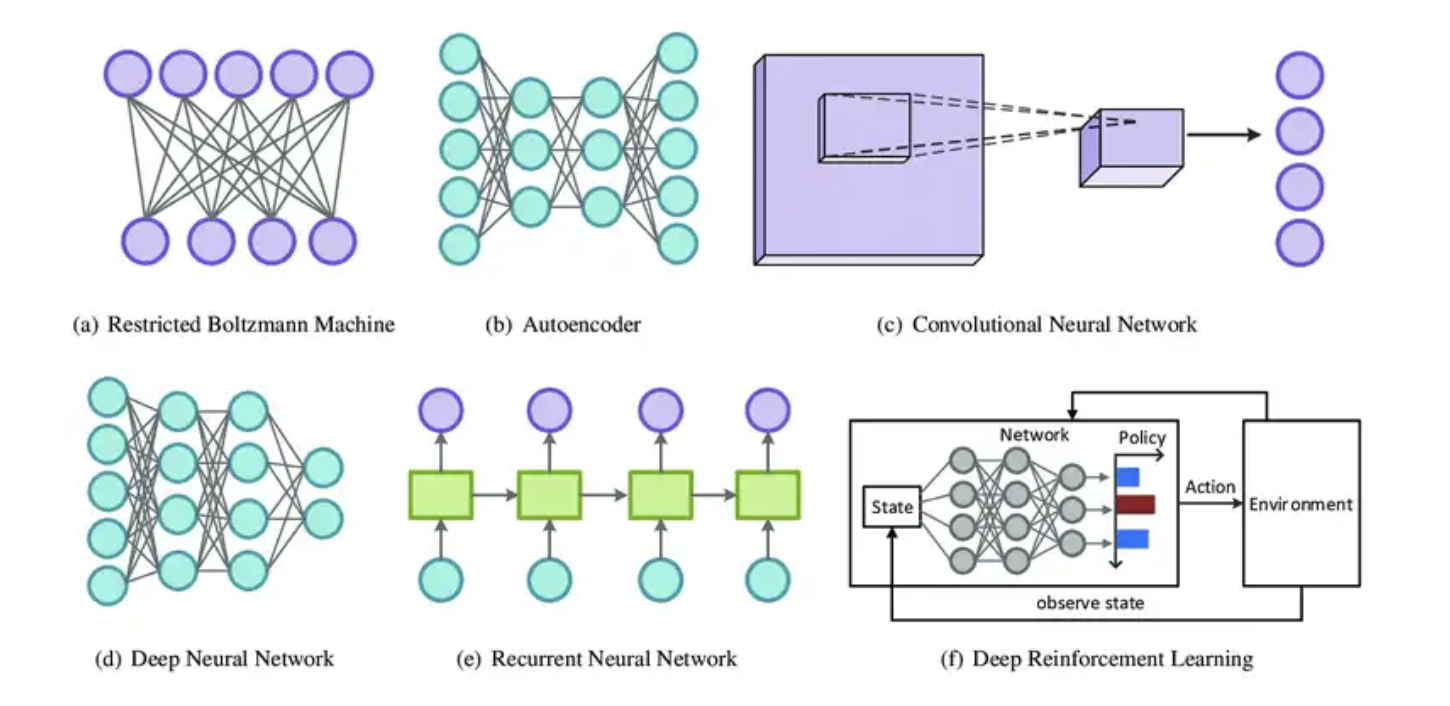 (a) Restricted Boltzmann Machine
(b) Autoencoder
(c) Convolutional Neural Network
Network
Policy
State
Action
Environment
observe state
(d) Deep Neural Network
(e) Recurrent Neural Network
(f) Deep Reinforcement Learning